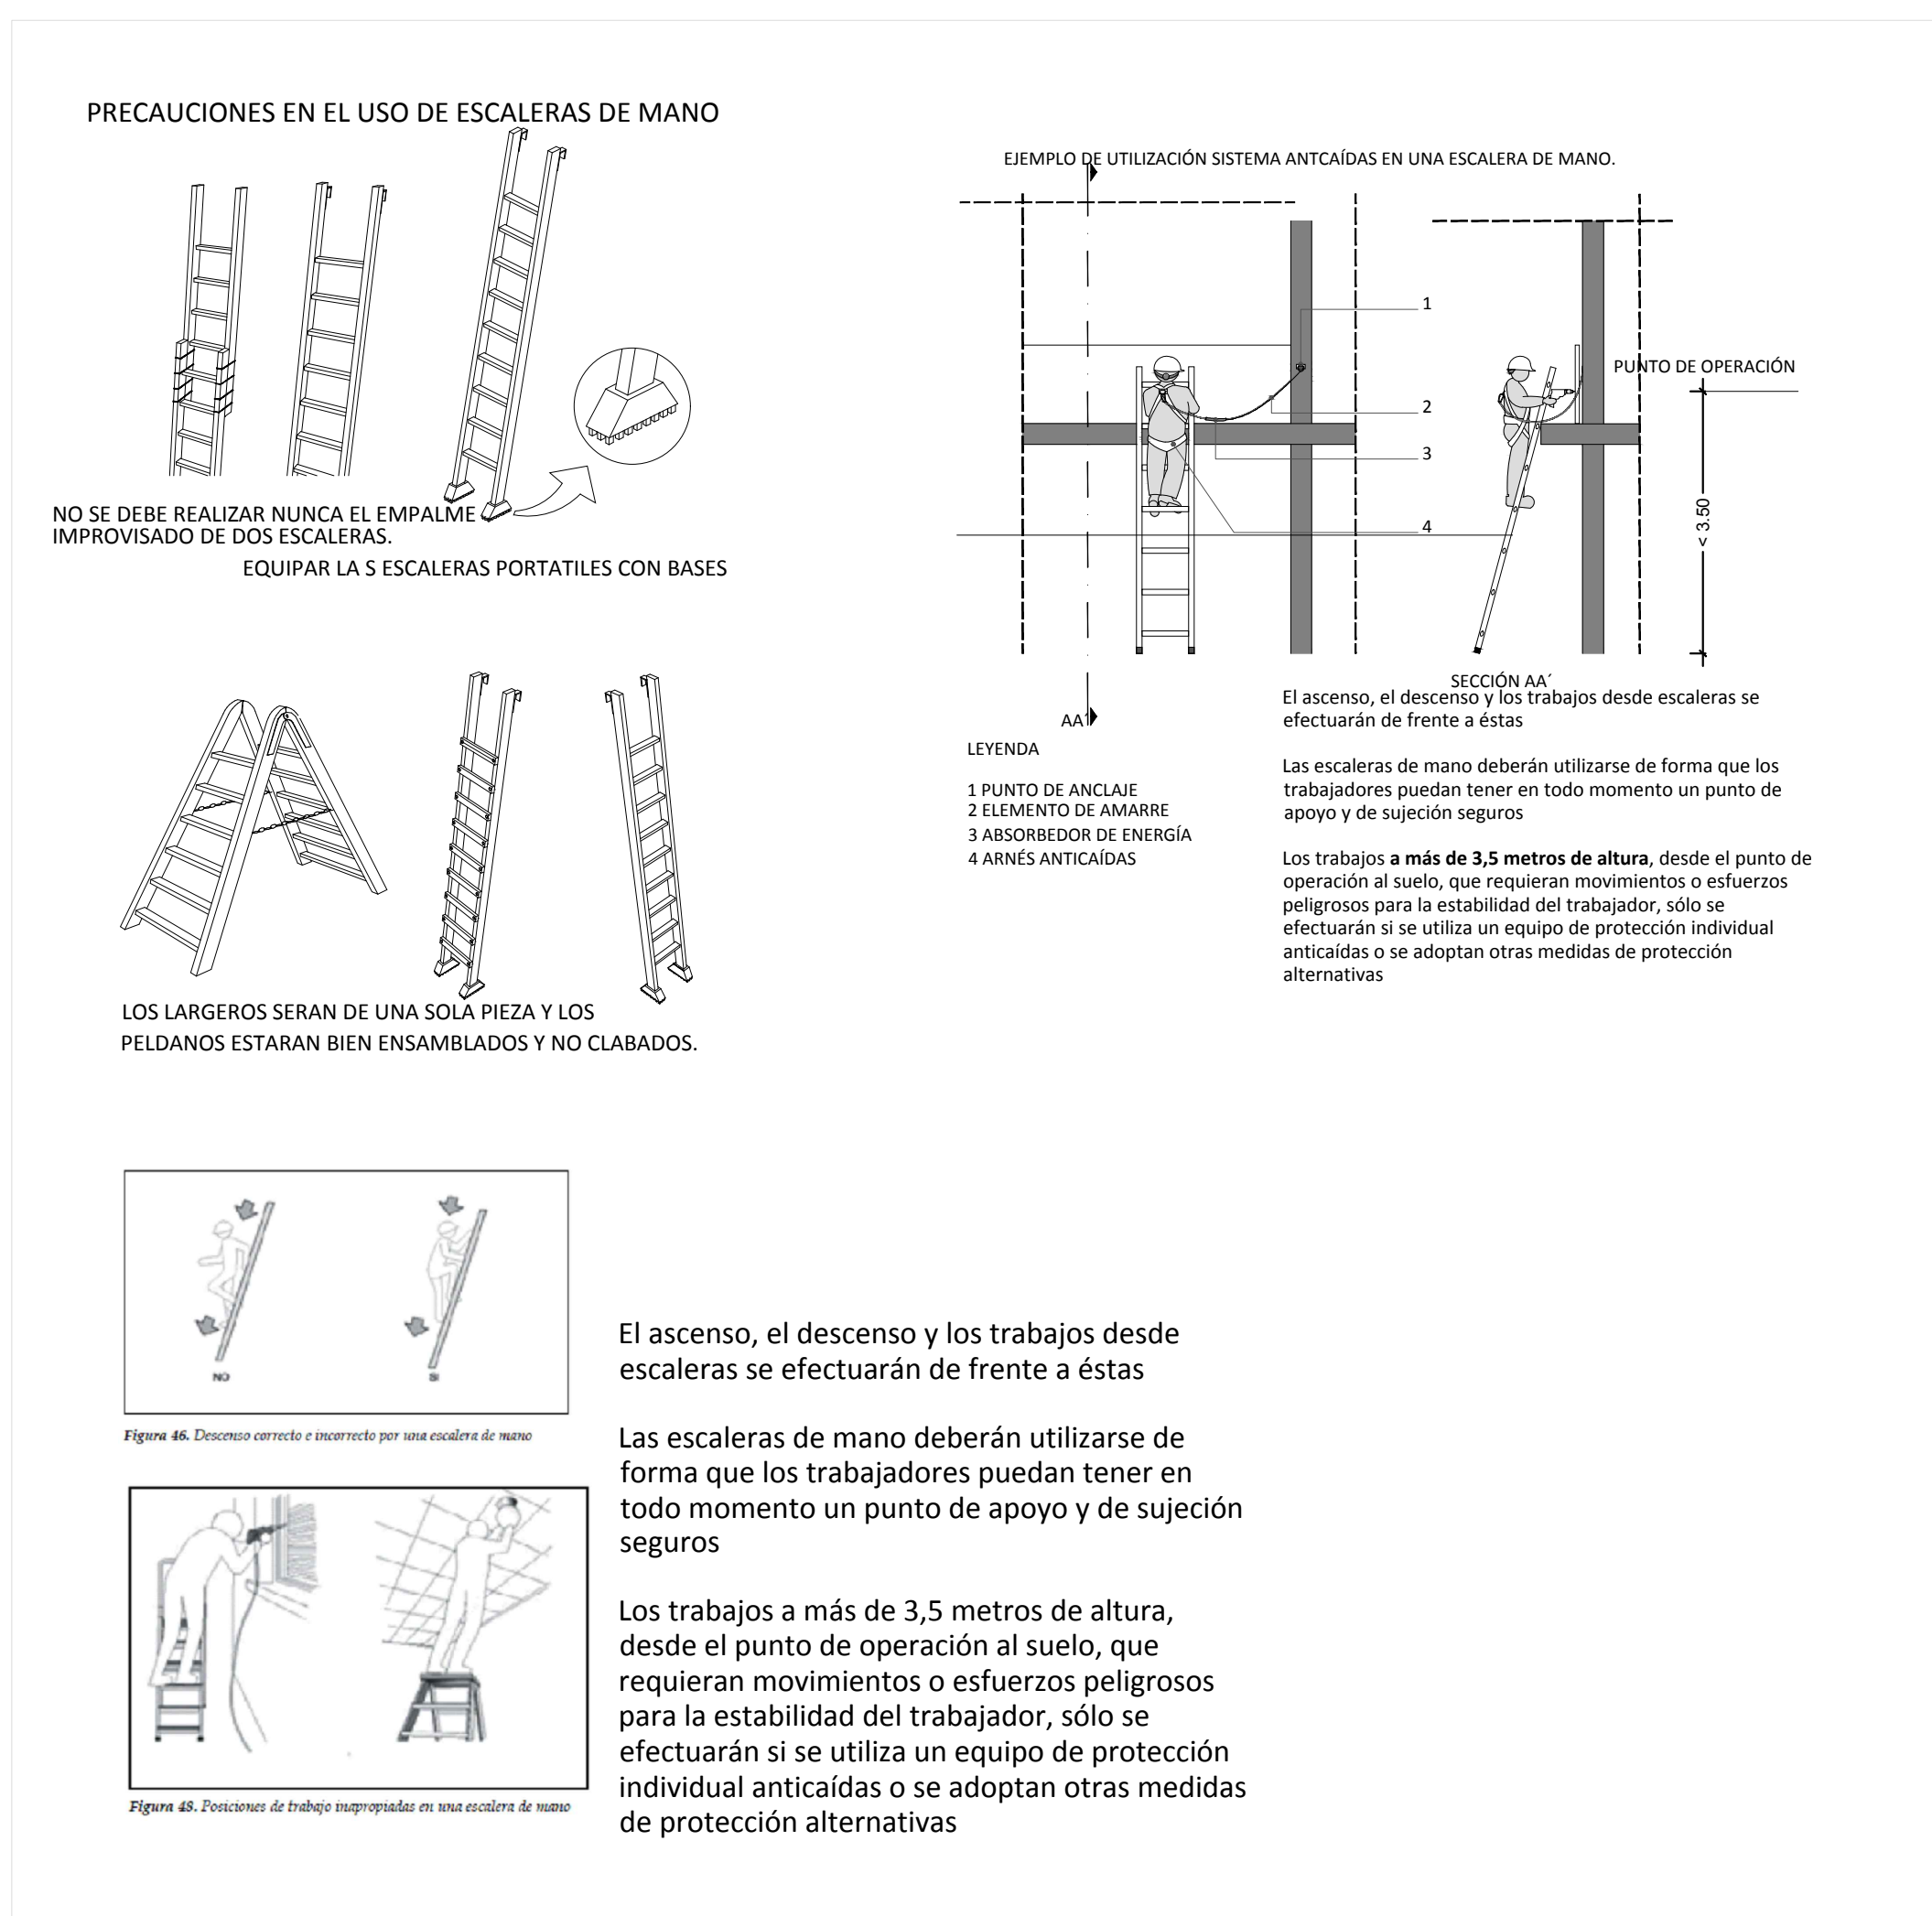 PRECAUCIONES EN EL USO DE ESCALERAS DE MANO
NO SE DEBE REALIZAR NUNCA EL EMPALME
IMPROVISADO DE DOS ESCALERAS.
EQUIPAR LA S ESCALERAS PORTATILES CON BASES
LOS LARGEROS SERAN DE UNA SOLA PIEZA Y LOS
PELDANOS ESTARAN BIEN ENSAMBLADOS Y NO CLABADOS.
EJEMPLO DE UTILIZACIÓN SISTEMA ANTCAÍDAS EN UNA ESCALERA DE MANO.
1
2
3
4
PUNTO DE OPERACIÓN
< 3.50
SECCIÓN AA´
AA´
LEYENDA
1 PUNTO DE ANCLAJE
2 ELEMENTO DE AMARRE
3 ABSORBEDOR DE ENERGÍA
4 ARNÉS ANTICAÍDAS
El ascenso, el descenso y los trabajos desde escaleras se
efectuarán de frente a éstas
Las escaleras de mano deberán utilizarse de forma que los
trabajadores puedan tener en todo momento un punto de
apoyo y de sujeción seguros
Los trabajos a más de 3,5 metros de altura, desde el punto de
operación al suelo, que requieran movimientos o esfuerzos
peligrosos para la estabilidad del trabajador, sólo se
efectuarán si se utiliza un equipo de protección individual
anticaídas o se adoptan otras medidas de protección
alternativas
NO
SI
Figura 46. Descenso correcto e incorrecto por una escalera de mano
Figura 48. Posiciones de trabajo inapropiadas en una escalera de mano
El ascenso, el descenso y los trabajos desde
escaleras se efectuarán de frente a éstas
Las escaleras de mano deberán utilizarse de
forma que los trabajadores puedan tener en
todo momento un punto de apoyo y de sujeción
seguros
Los trabajos a más de 3,5 metros de altura,
desde el punto de operación al suelo, que
requieran movimientos o esfuerzos peligrosos
para la estabilidad del trabajador, sólo se
efectuarán si se utiliza un equipo de protección
individual anticaídas o se adoptan otras medidas
de protección alternativas